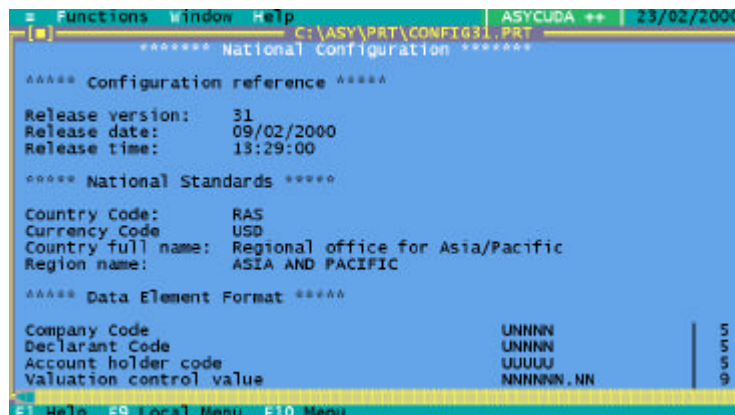 ≡ Functions Window Help ASYCUDA ++ 23/02/2000
[■] C:\ASY\PRT\CONFIG31.PRT
******* National Configuration *******
***** Configuration reference *****
Release version: 31
Release date: 09/02/2000
Release time: 13:29:00
***** National Standards *****
Country Code: RAS
Currency Code USD
Country full name: Regional office for Asia/Pacific
Region name: ASIA AND PACIFIC
***** Data Element Format *****
Company Code UNNNN 5
Declarant Code UNNNN 5
Account holder code UUUUU 5
Valuation control value NNNNNN.NN 9
F1 Help F9 Local Menu F10 Menu